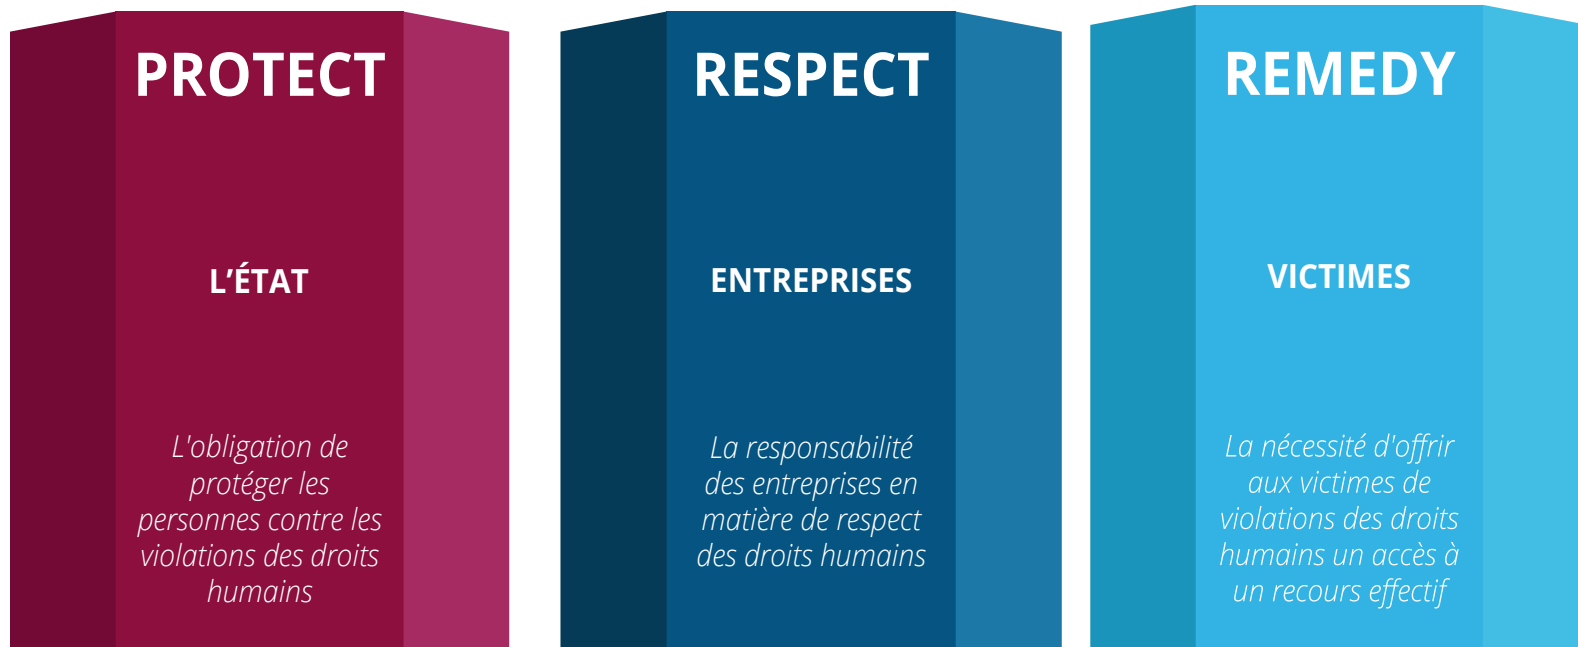 PROTECT
L’ÉTAT
L'obligation de
protéger les
personnes contre les
violations des droits
humains
RESPECT
ENTREPRISES
La responsabilité
des entreprises en
matière de respect
des droits humains
REMEDY
VICTIMES
La nécessité d'offrir
aux victimes de
violations des droits
humains un accès à
un recours effectif